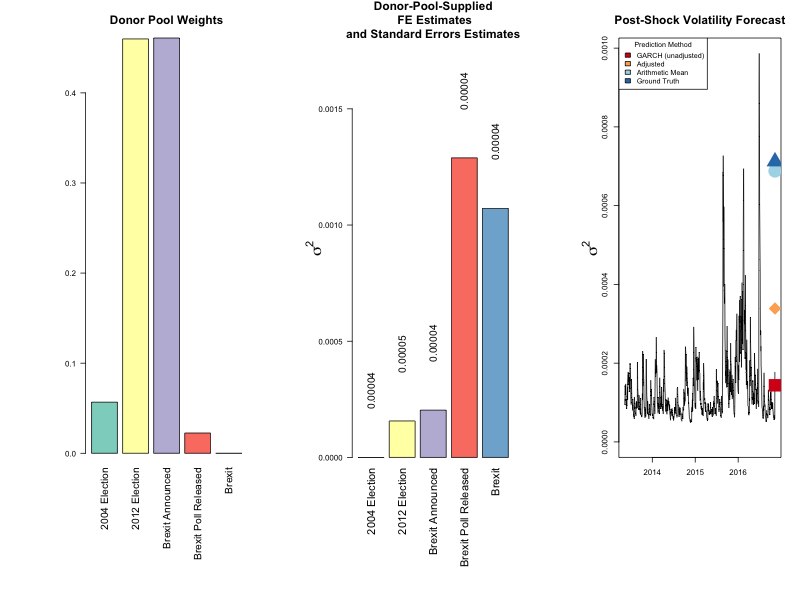 Donor Pool Weights
0.0
0.1
0.2
0.3
0.4
2004 Election
2012 Election
Brexit Announced
Brexit Poll Released
Brexit
Donor-Pool-Supplied
FE Estimates
and Standard Errors Estimates
σ2
0.0000
0.0005
0.0010
0.0015
0.00004
0.00005
0.00004
0.00004
0.00004
2004 Election
2012 Election
Brexit Announced
Brexit Poll Released
Brexit
Post-Shock Volatility Forecast
Prediction Method
GARCH (unadjusted)
Adjusted
Arithmetic Mean
Ground Truth
σ2
0.0000
0.0002
0.0004
0.0006
0.0008
0.0010
2014
2015
2016